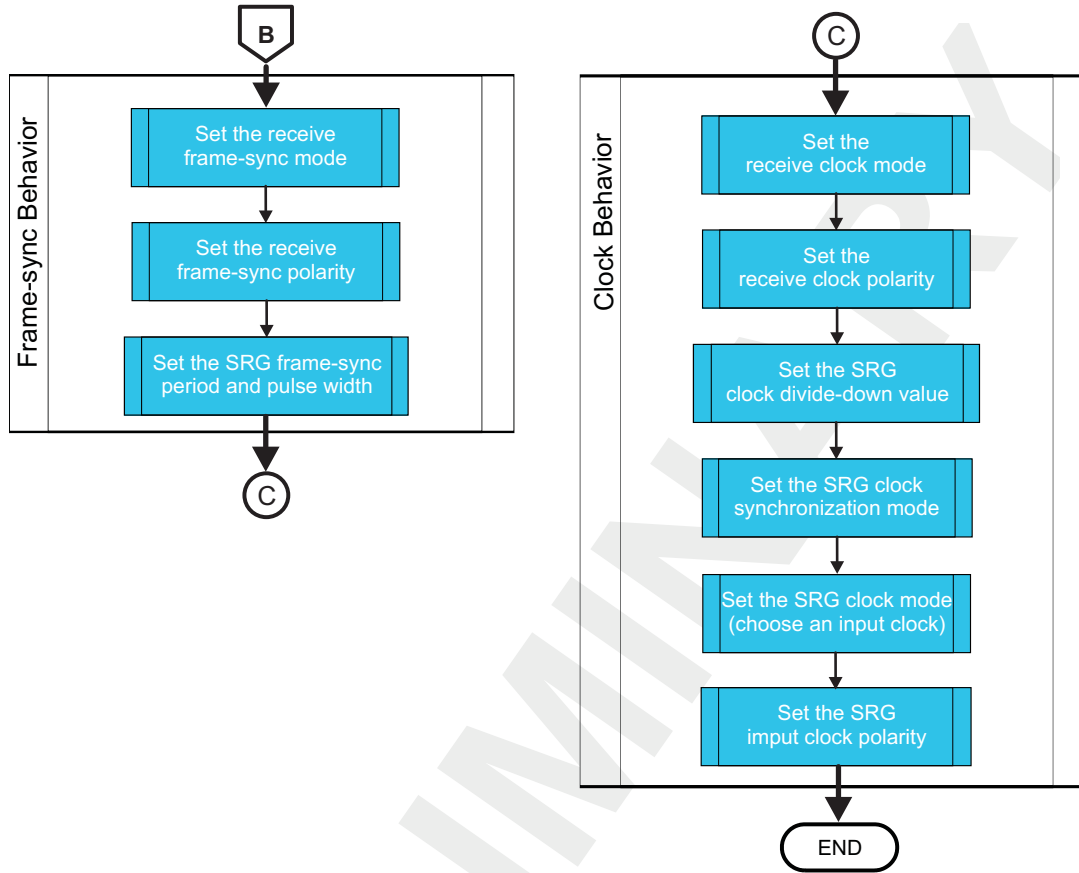 B
Frame-sync Behavior
Set the receive
frame-sync mode
Set the receive
frame-sync polarity
Set the SRG frame-sync
period and pulse width
C
C
Clock Behavior
Set the
receive clock mode
Set the
receive clock polarity
Set the SRG
clock divide-down value
Set the SRG clock
synchronization mode
Set the SRG clock mode
(choose an input clock)
Set the SRG
imput clock polarity
END
IMINARY